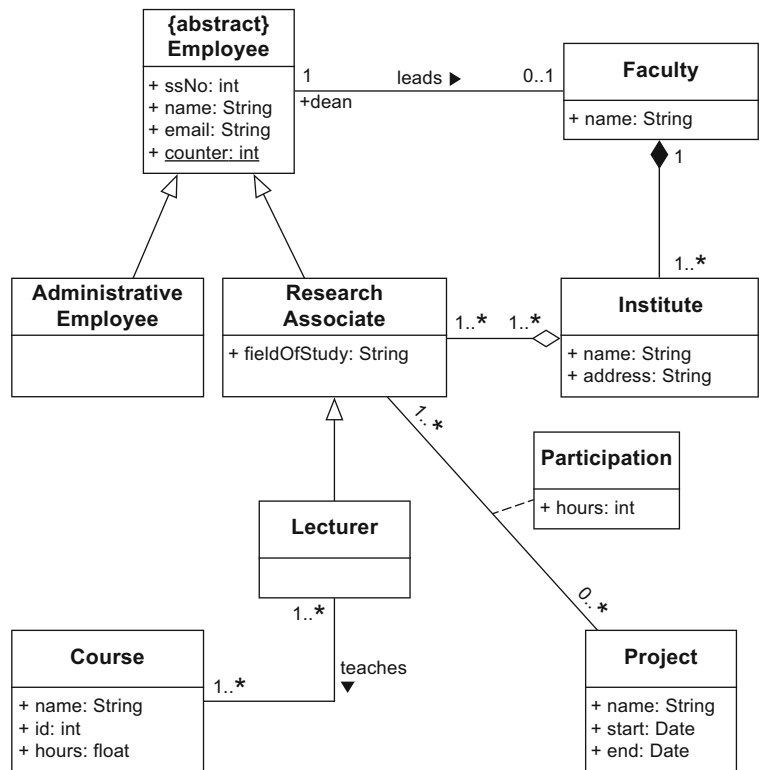 {abstract}
Employee
+ ssNo: int
+ name: String
+ email: String
+ counter: int
1
+dean
leads ▶
0..1
Faculty
+ name: String
1
1..*
Administrative
Employee
Research
Associate
+ fieldOfStudy: String
1..*
1..*
Institute
+ name: String
+ address: String
1..*
Participation
+ hours: int
0..*
Lecturer
1..*
teaches
▼
1..*
Course
+ name: String
+ id: int
+ hours: float
Project
+ name: String
+ start: Date
+ end: Date